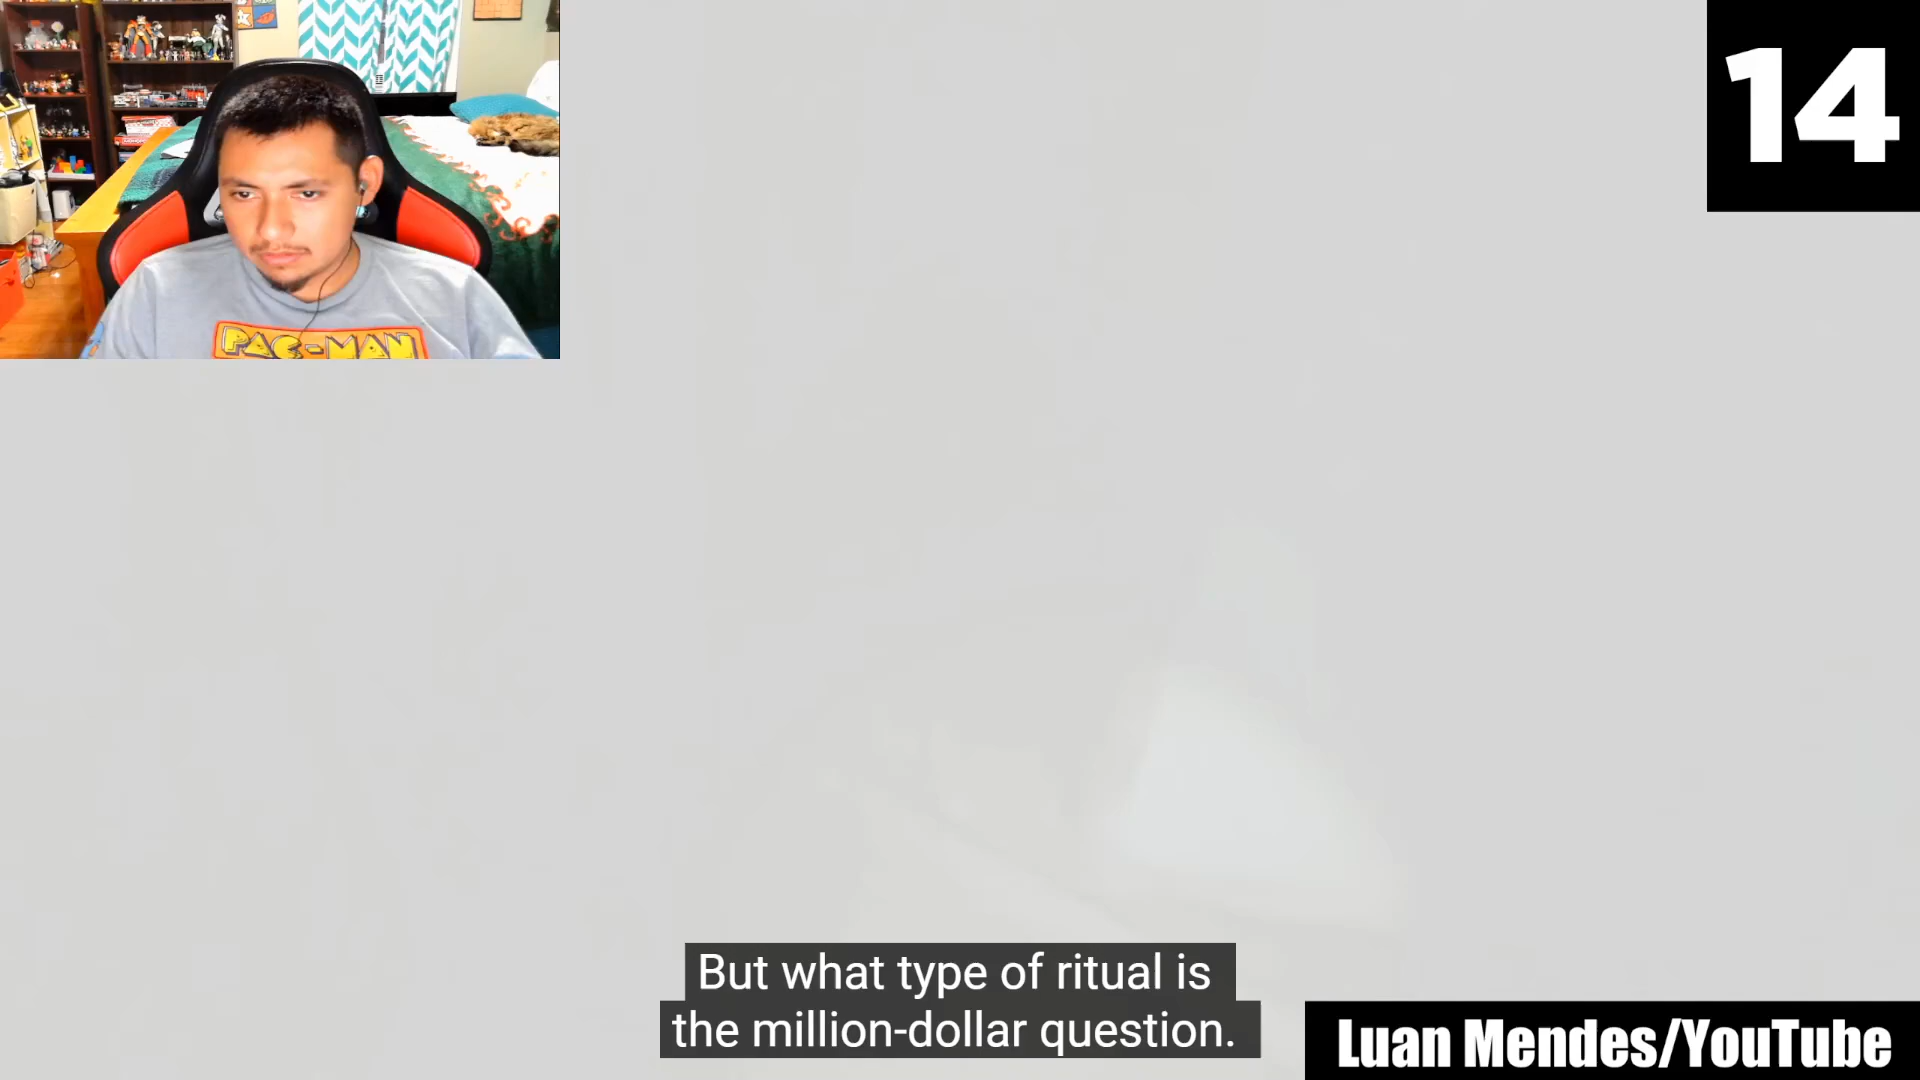 14
PAC-MAN
But what type of ritual is
the million-dollar question.
Luan Mendes/YouTube